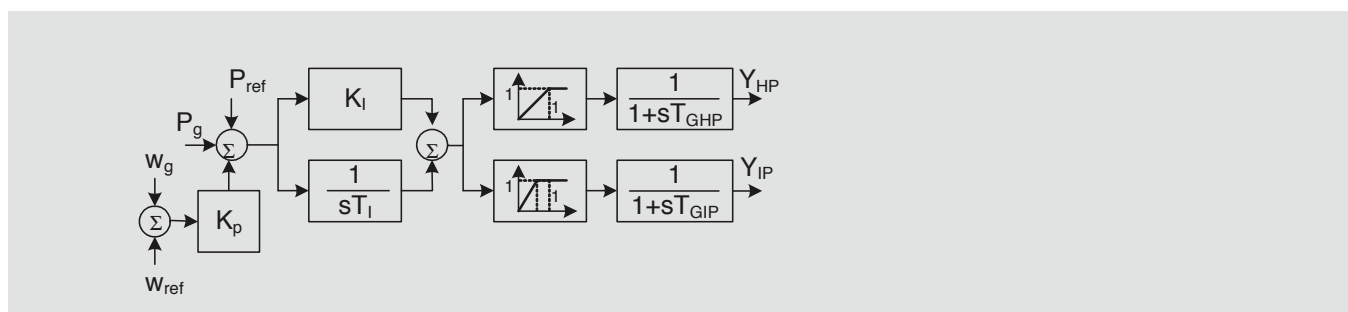 P_ref
P_g
w_g
Σ
K_p
w_ref
K_I
1
sT_I
Σ
Σ
1
1
1
1+sT_GHP
Y_HP
1
1
1
1+sT_GIP
Y_IP